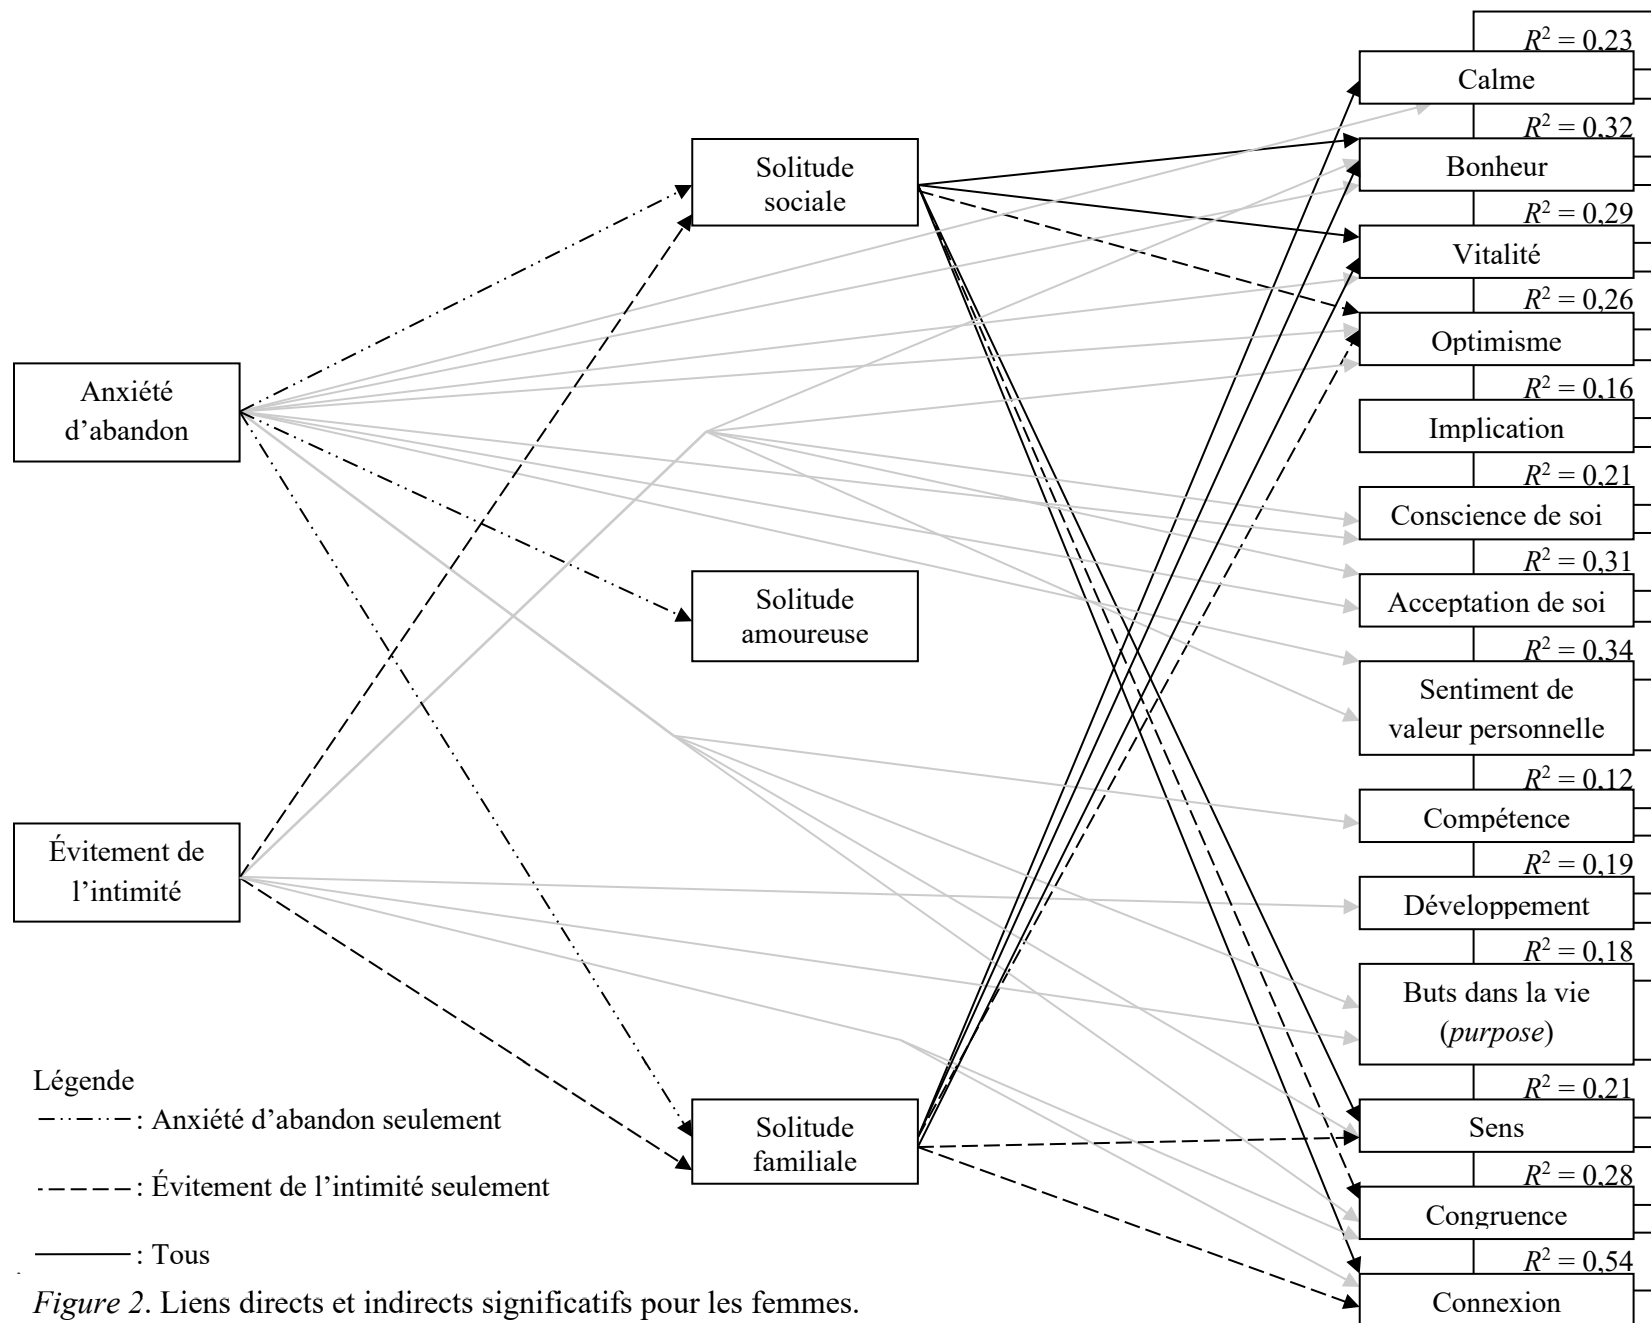 R² = 0,23
Calme
R² = 0,32
Bonheur
R² = 0,29
Vitalité
R² = 0,26
Optimisme
R² = 0,16
Implication
R² = 0,21
Conscience de soi
R² = 0,31
Acceptation de soi
R² = 0,34
Sentiment de
valeur personnelle
R² = 0,12
Compétence
R² = 0,19
Développement
R² = 0,18
Buts dans la vie
(purpose)
R² = 0,21
Sens
R² = 0,28
Congruence
R² = 0,54
Connexion
Solitude
sociale
Solitude
amoureuse
Solitude
familiale
Anxiété
d’abandon
Évitement de
l’intimité
Légende
: Anxiété d’abandon seulement
: Évitement de l’intimité seulement
: Tous
Figure 2. Liens directs et indirects significatifs pour les femmes.